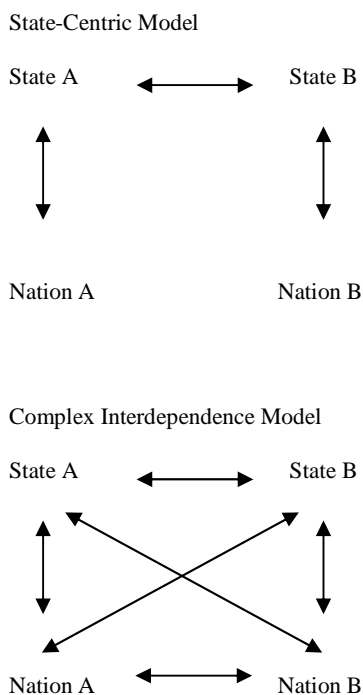 State-Centric Model
State A State B
Nation A Nation B
Complex Interdependence Model
State A State B
Nation A Nation B